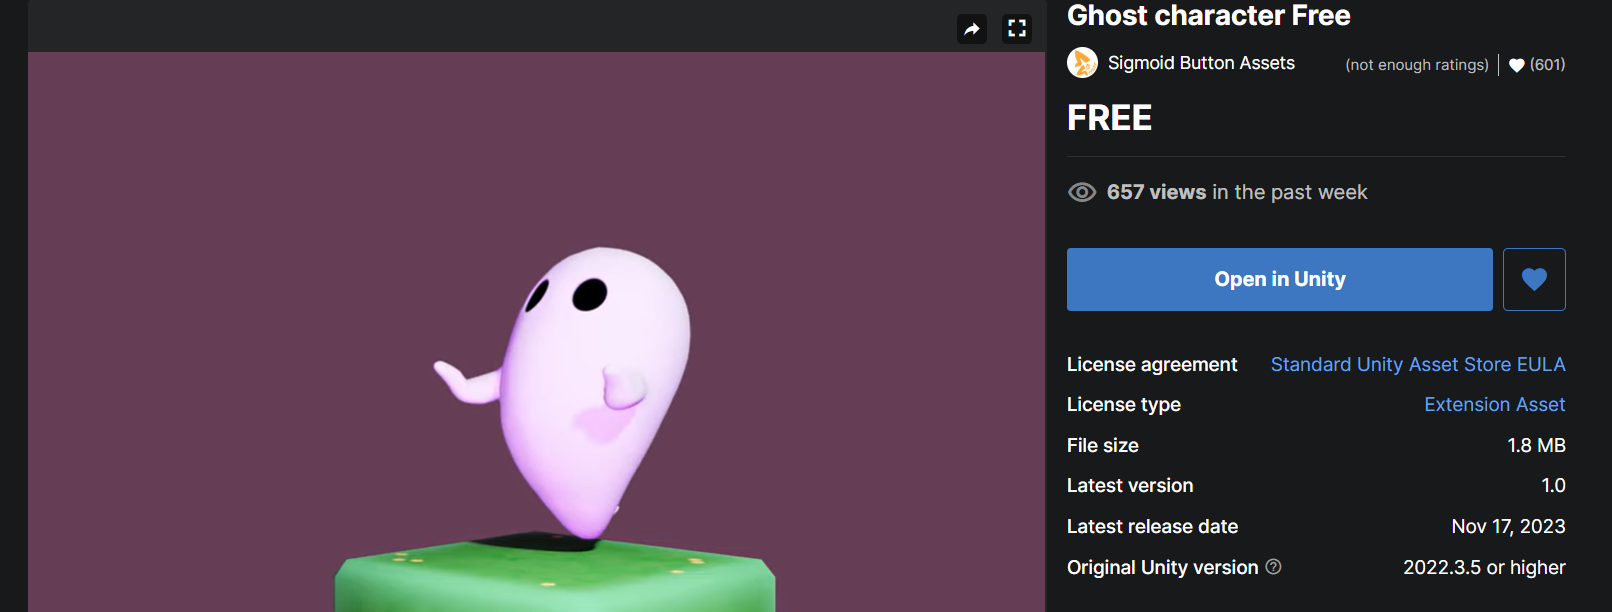 Ghost character Free
Sigmoid Button Assets (not enough ratings) (601)
FREE
657 views in the past week
Open in Unity
License agreement Standard Unity Asset Store EULA
License type Extension Asset
File size 1.8 MB
Latest version 1.0
Latest release date Nov 17, 2023
Original Unity version ? 2022.3.5 or higher